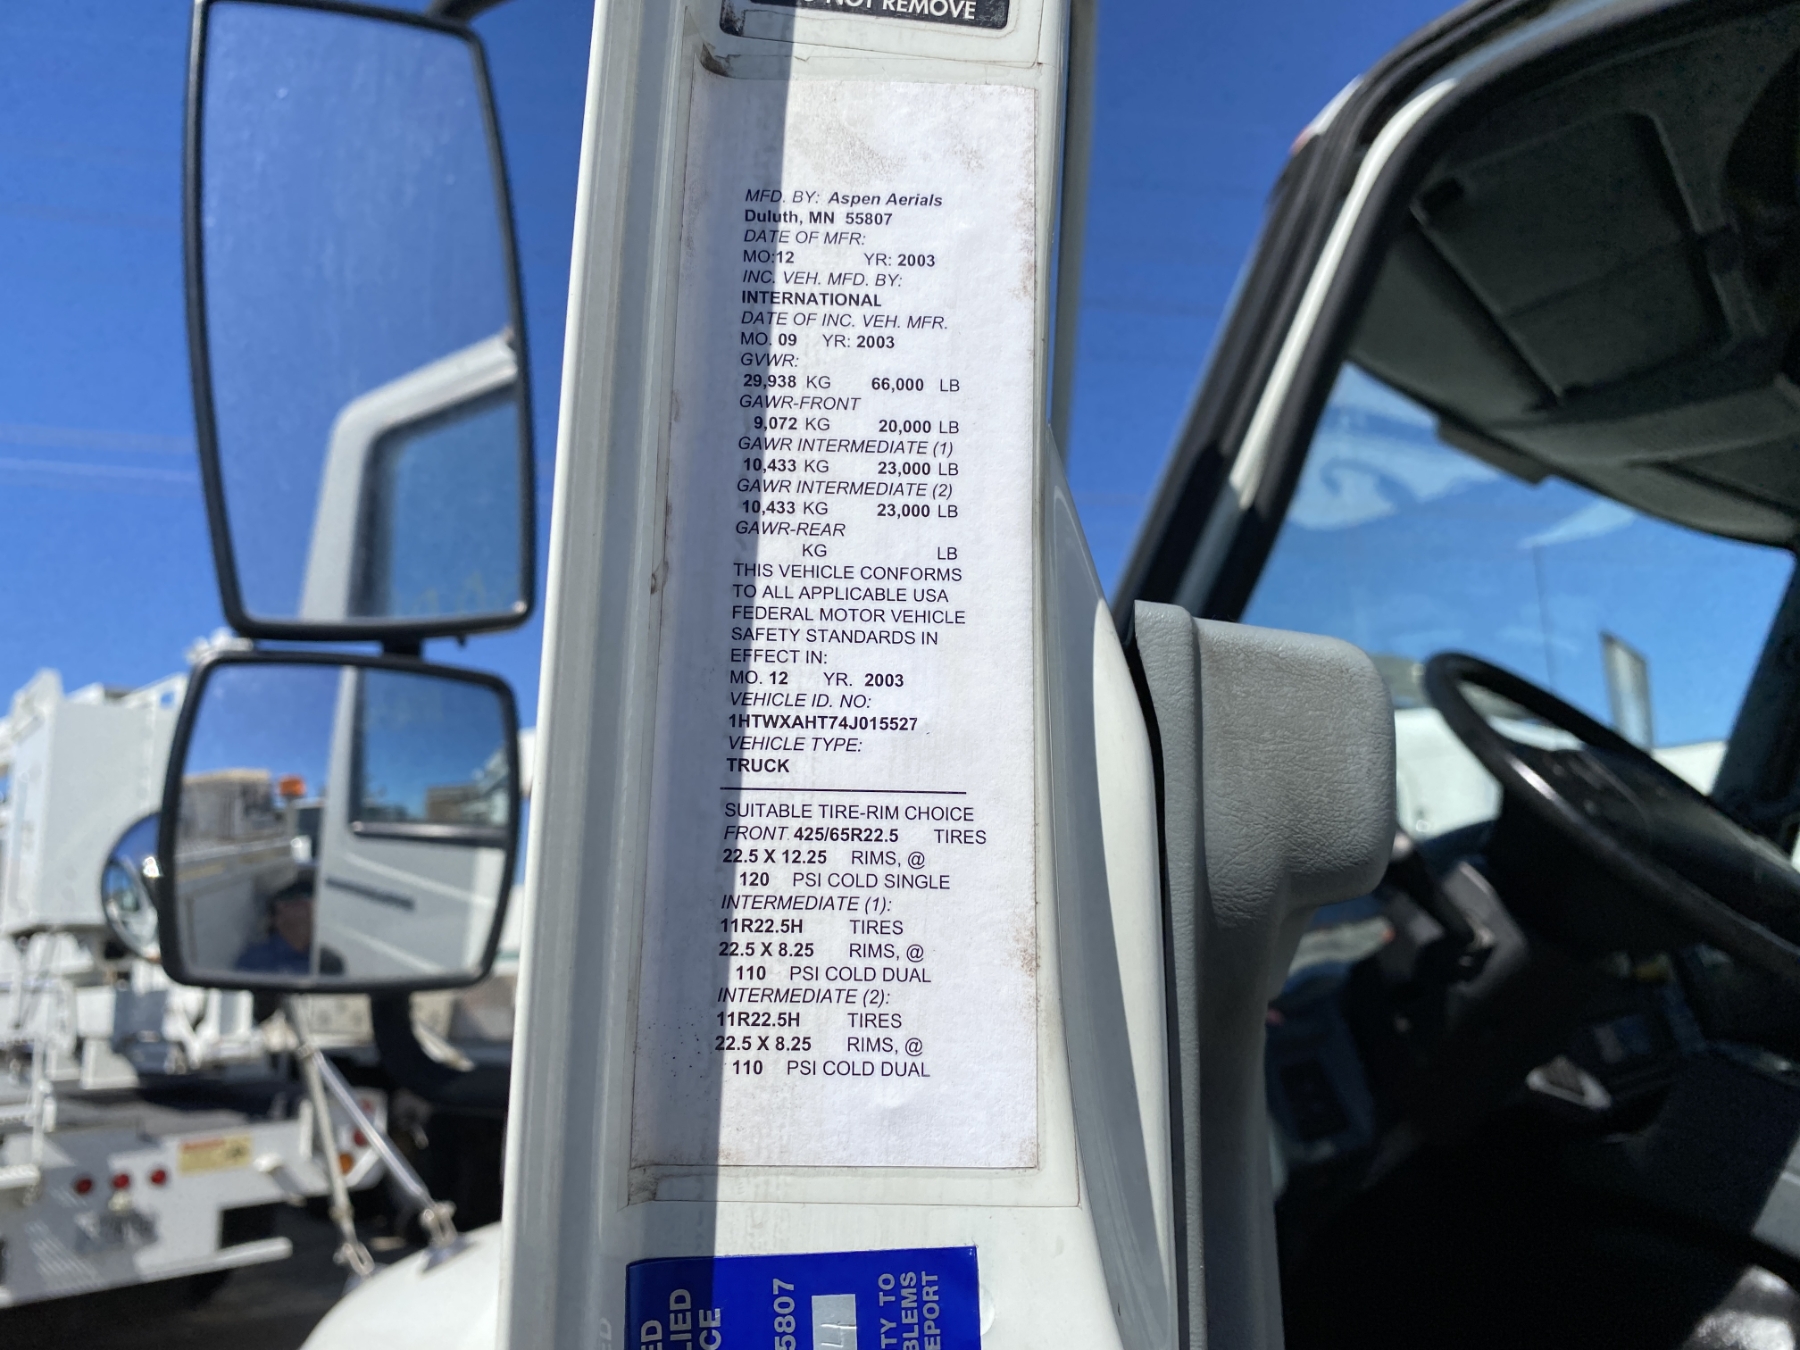 NOT REMOVE
MFD. BY: Aspen Aerials
Duluth, MN 55807
DATE OF MFR:
MO:12 YR: 2003
INC. VEH. MFD. BY:
INTERNATIONAL
DATE OF INC. VEH. MFR.
MO. 09 YR: 2003
GVWR:
29,938 KG 66,000 LB
GAWR-FRONT
9,072 KG 20,000 LB
GAWR INTERMEDIATE (1)
10,433 KG 23,000 LB
GAWR INTERMEDIATE (2)
10,433 KG 23,000 LB
GAWR-REAR
KG LB
THIS VEHICLE CONFORMS
TO ALL APPLICABLE USA
FEDERAL MOTOR VEHICLE
SAFETY STANDARDS IN
EFFECT IN:
MO. 12 YR. 2003
VEHICLE ID. NO:
1HTWXAHT74J015527
VEHICLE TYPE:
TRUCK
SUITABLE TIRE-RIM CHOICE
FRONT 425/65R22.5 TIRES
22.5 X 12.25 RIMS, @
120 PSI COLD SINGLE
INTERMEDIATE (1):
11R22.5H TIRES
22.5 X 8.25 RIMS, @
110 PSI COLD DUAL
INTERMEDIATE (2):
11R22.5H TIRES
22.5 X 8.25 RIMS, @
110 PSI COLD DUAL
5807
TY TO
BLEMS
EPORT